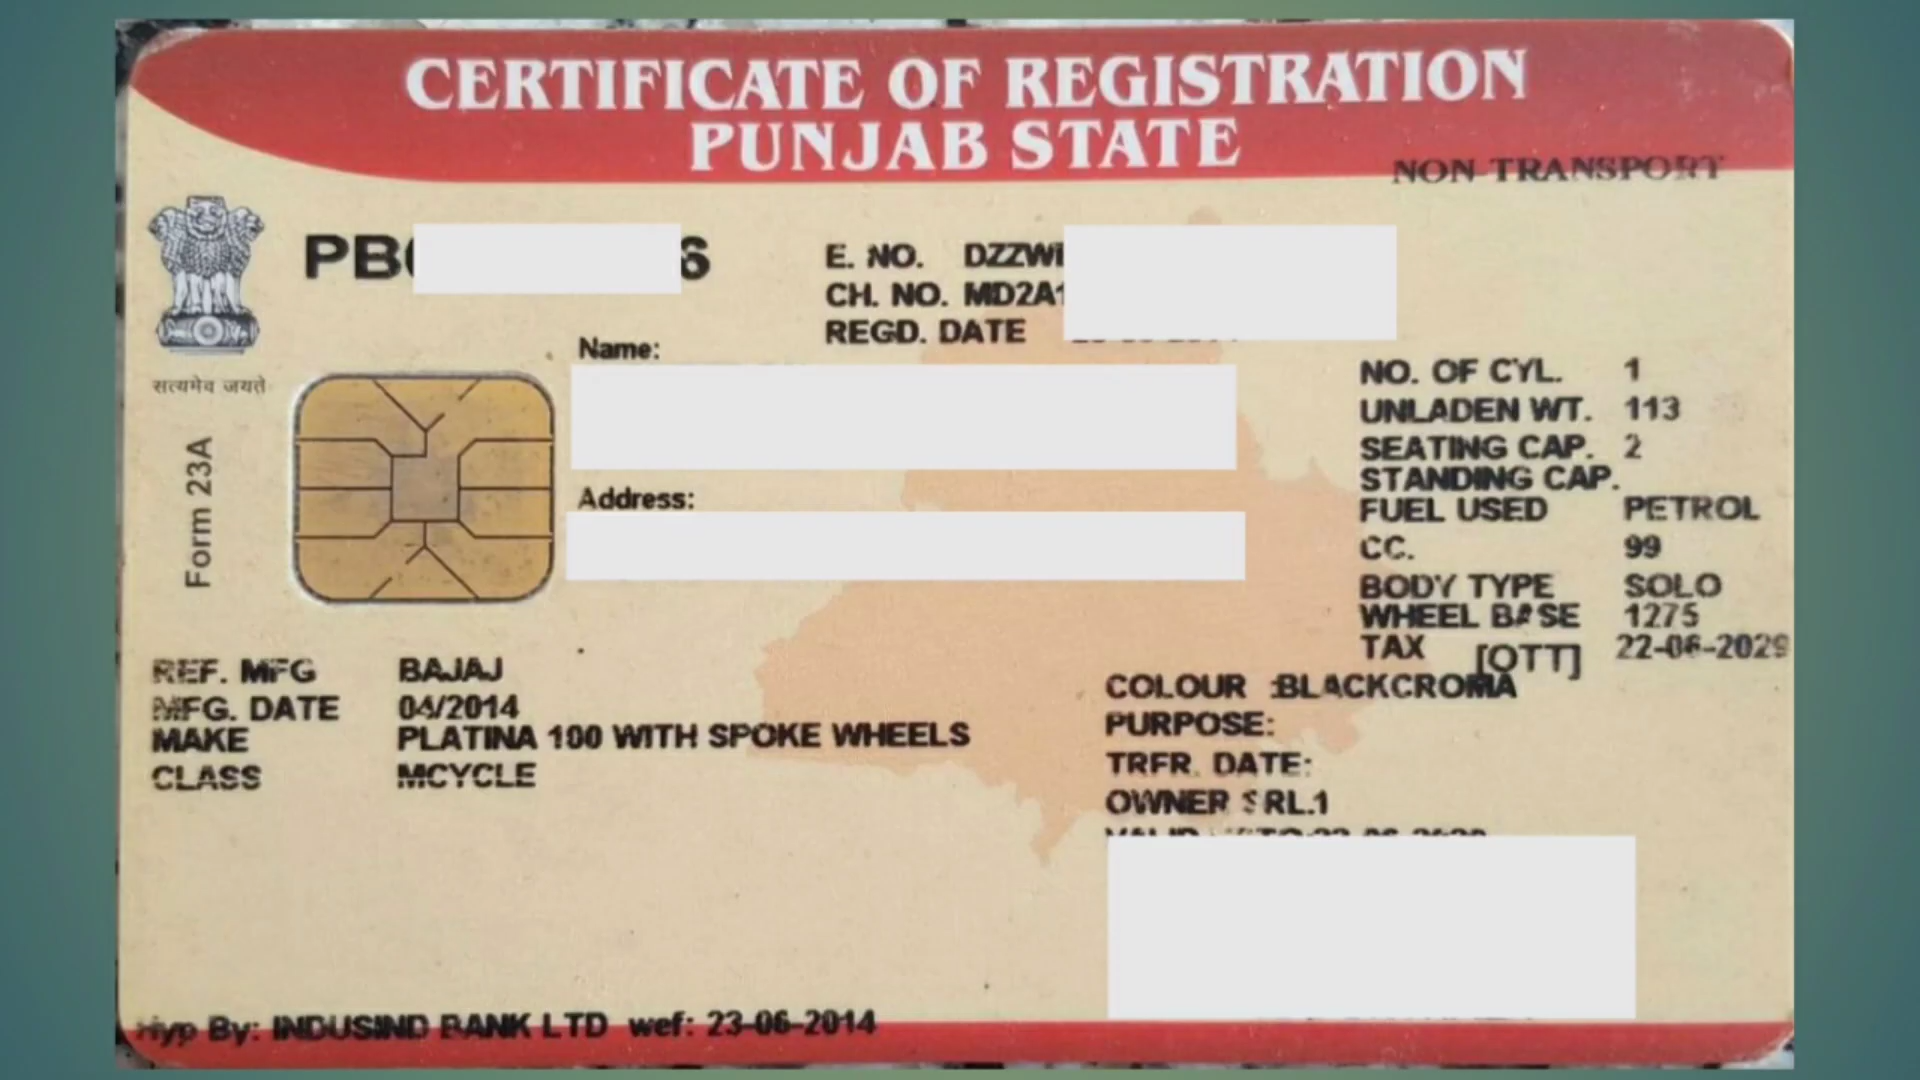 CERTIFICATE OF REGISTRATION
PUNJAB STATE
NON TRANSPORT
सत्यमेव जयते
Form 23A
PB 6
E. NO. DZZW
CH. NO. MD2A1
REGD. DATE
Name:
Address:
NO. OF CYL. 1
UNLADEN WT. 113
SEATING CAP. 2
STANDING CAP.
FUEL USED PETROL
CC. 99
BODY TYPE SOLO
WHEEL BASE 1275
TAX [OTT] 22-06-2029
REF. MFG BAJAJ
MFG. DATE 04/2014
MAKE PLATINA 100 WITH SPOKE WHEELS
CLASS MCYCLE
COLOUR :BLACKCROMA
PURPOSE:
TRFR. DATE:
OWNER SRL.1
Hyp By: INDUSIND BANK LTD wef: 23-06-2014